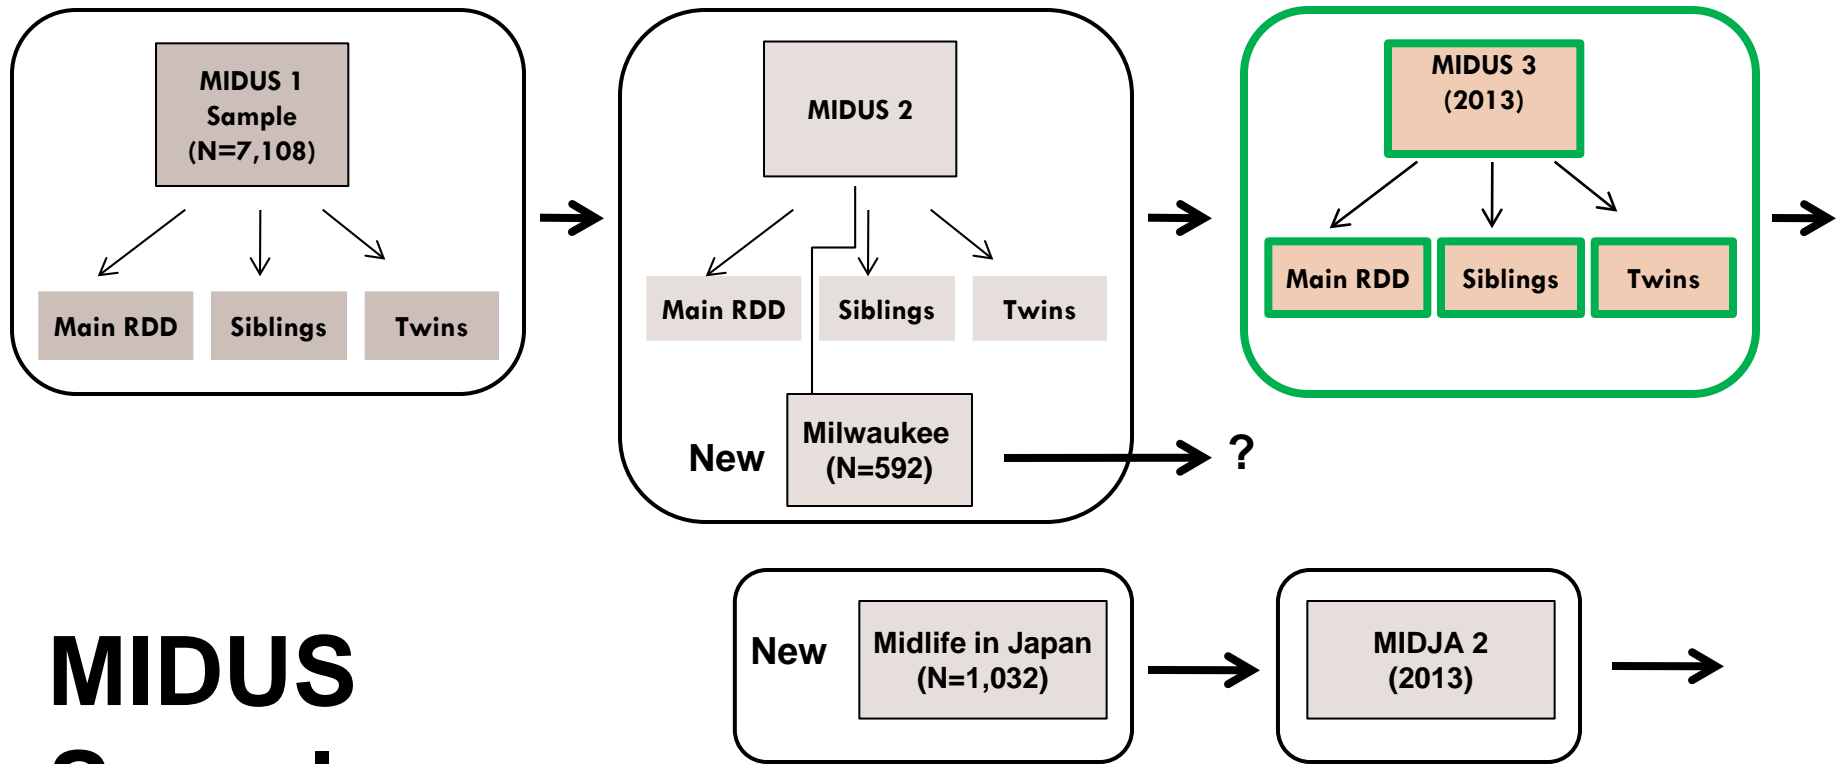 MIDUS 1
Sample
(N=7,108)
Main RDD
Siblings
Twins
MIDUS 2
Main RDD
Siblings
Twins
New
Milwaukee
(N=592)
?
MIDUS 3
(2013)
Main RDD
Siblings
Twins
New
Midlife in Japan
(N=1,032)
MIDJA 2
(2013)
MIDUS